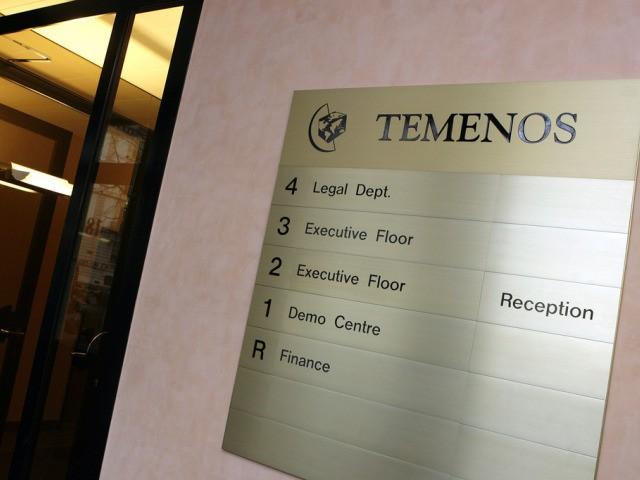 TEMENOS
4 Legal Dept.
3 Executive Floor
2 Executive Floor Reception
1 Demo Centre
R Finance